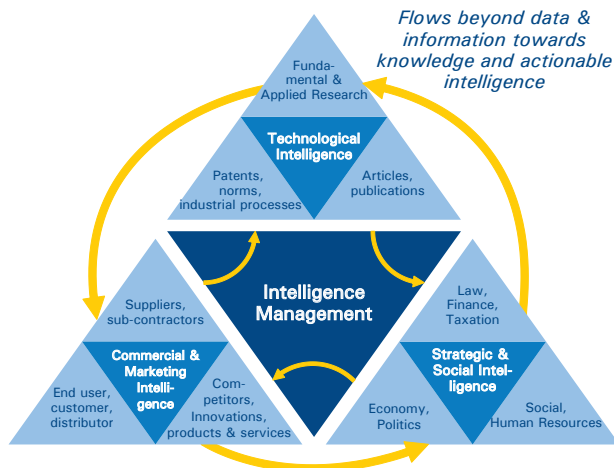 Flows beyond data &
information towards
knowledge and actionable
intelligence
Funda-
mental &
Applied Research
Technological
Intelligence
Patents,
norms,
industrial processes
Articles,
publications
Intelligence
Management
Suppliers,
sub-contractors
Commercial &
Marketing
Intelli-
gence
End user,
customer,
distributor
Com-
petitors,
Innovations,
products & services
Law,
Finance,
Taxation
Strategic &
Social Intel-
ligence
Economy,
Politics
Social,
Human Resources